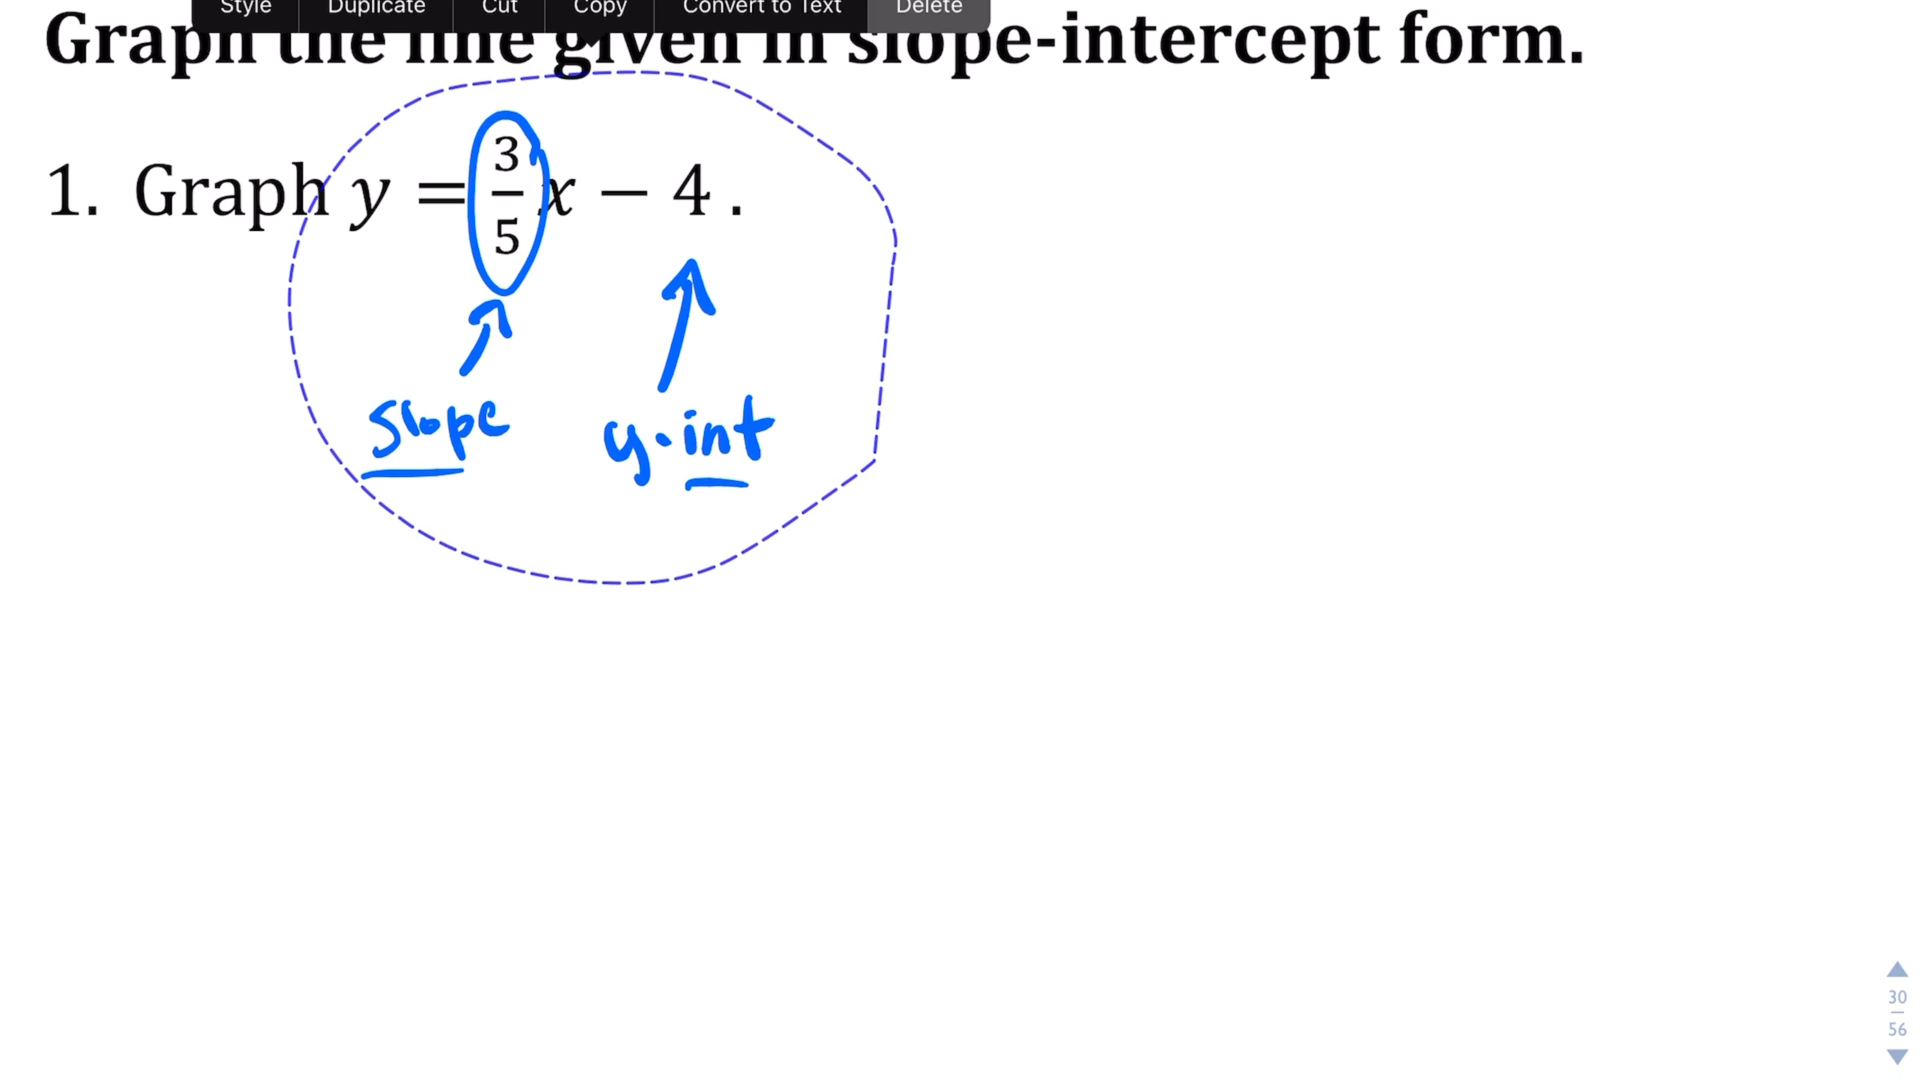 Style Duplicate Cut Copy Convert to Text Delete
Graph the line given in slope-intercept form.
1. Graph y = 3/5 x − 4 .
slope y-int
30
56